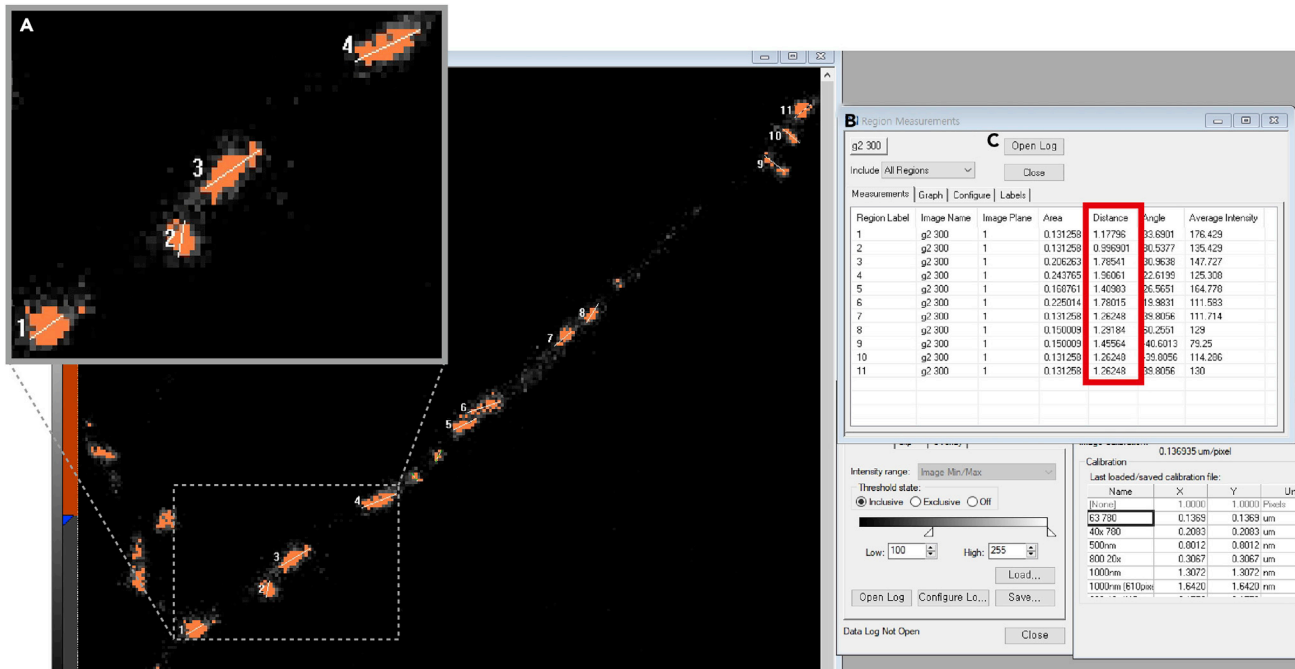 A
4
3
2
1
11
10
9
8
7
6
5
4
3
2
1
B Region Measurements
g2 300
C
Open Log
Include All Regions
Close
Measurements Graph Configure Labels
Region Label Image Name Image Plane Area Distance Angle Average Intensity
1 g2 300 1 0.131258 1.17796 33.6901 176.429
2 g2 300 1 0.131258 0.996901 80.5377 135.429
3 g2 300 1 0.206263 1.78541 30.9638 147.727
4 g2 300 1 0.243765 1.96061 22.6199 125.308
5 g2 300 1 0.168761 1.40983 26.5651 164.778
6 g2 300 1 0.225014 1.78015 19.9831 111.583
7 g2 300 1 0.131258 1.26248 39.8056 111.714
8 g2 300 1 0.150009 1.29184 60.2551 129
9 g2 300 1 0.150009 1.45564 -40.6013 79.25
10 g2 300 1 0.131258 1.26248 -39.8056 114.286
11 g2 300 1 0.131258 1.26248 39.8056 130
Intensity range: Image Min/Max
Threshold state:
Inclusive Exclusive Off
Low: 100 High: 255
Load...
Open Log Configure Lo... Save...
Data Log Not Open Close
0.136935 um/pixel
Calibration
Last loaded/saved calibration file:
Name X Y Un
[None] 1.0000 1.0000 Pixels
63 780 0.1369 0.1369 um
40x 780 0.2083 0.2083 um
500nm 0.8012 0.8012 nm
800 20x 0.3067 0.3067 um
1000nm 1.3072 1.3072 nm
1000nm [610pixe 1.6420 1.6420 nm